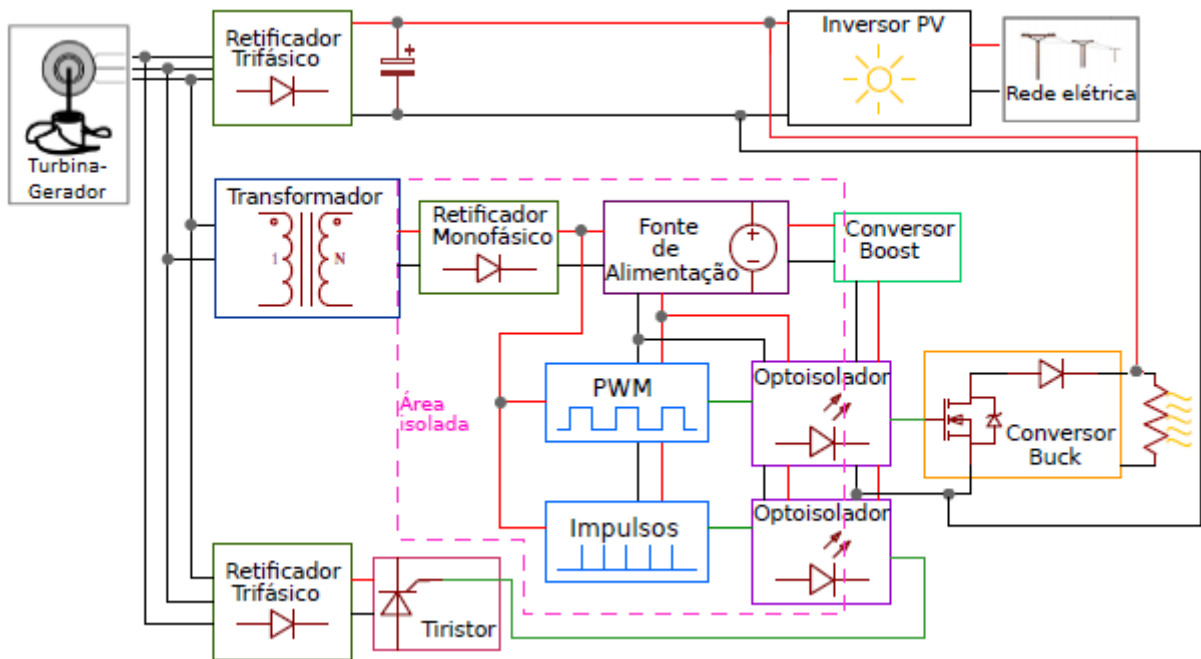 Turbina-
Gerador
Retificador
Trifásico
+
Inversor PV
Rede elétrica
Transformador
1
N
Retificador
Monofásico
Fonte
de
Alimentação
+
−
Conversor
Boost
Área
isolada
PWM
Optoisolador
Conversor
Buck
Impulsos
Optoisolador
Retificador
Trifásico
Tiristor